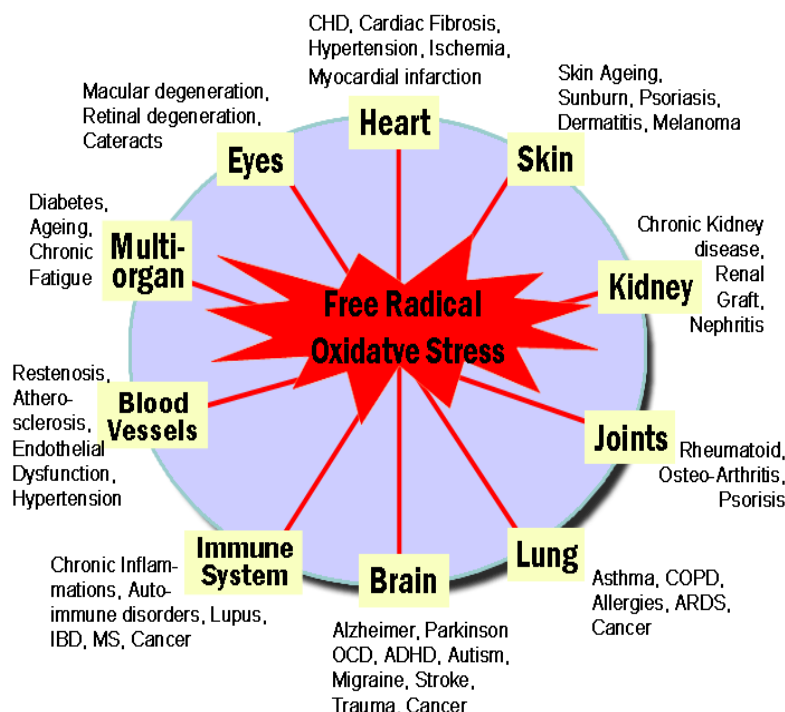 CHD, Cardiac Fibrosis,
Hypertension, Ischemia,
Myocardial infarction
Heart
Skin Ageing,
Sunburn, Psoriasis,
Dermatitis, Melanoma
Skin
Chronic Kidney
disease,
Renal
Graft,
Nephritis
Kidney
Joints
Rheumatoid,
Osteo-Arthritis,
Psorisis
Lung
Asthma, COPD,
Allergies, ARDS,
Cancer
Brain
Alzheimer, Parkinson
OCD, ADHD, Autism,
Migraine, Stroke,
Trauma, Cancer
Immune
System
Chronic Inflam-
mations, Auto-
immune disorders, Lupus,
IBD, MS, Cancer
Blood
Vessels
Restenosis,
Athero-
sclerosis,
Endothelial
Dysfunction,
Hypertension
Multi-
organ
Diabetes,
Ageing,
Chronic
Fatigue
Eyes
Macular degeneration,
Retinal degeneration,
Cateracts
Free Radical
Oxidatve Stress